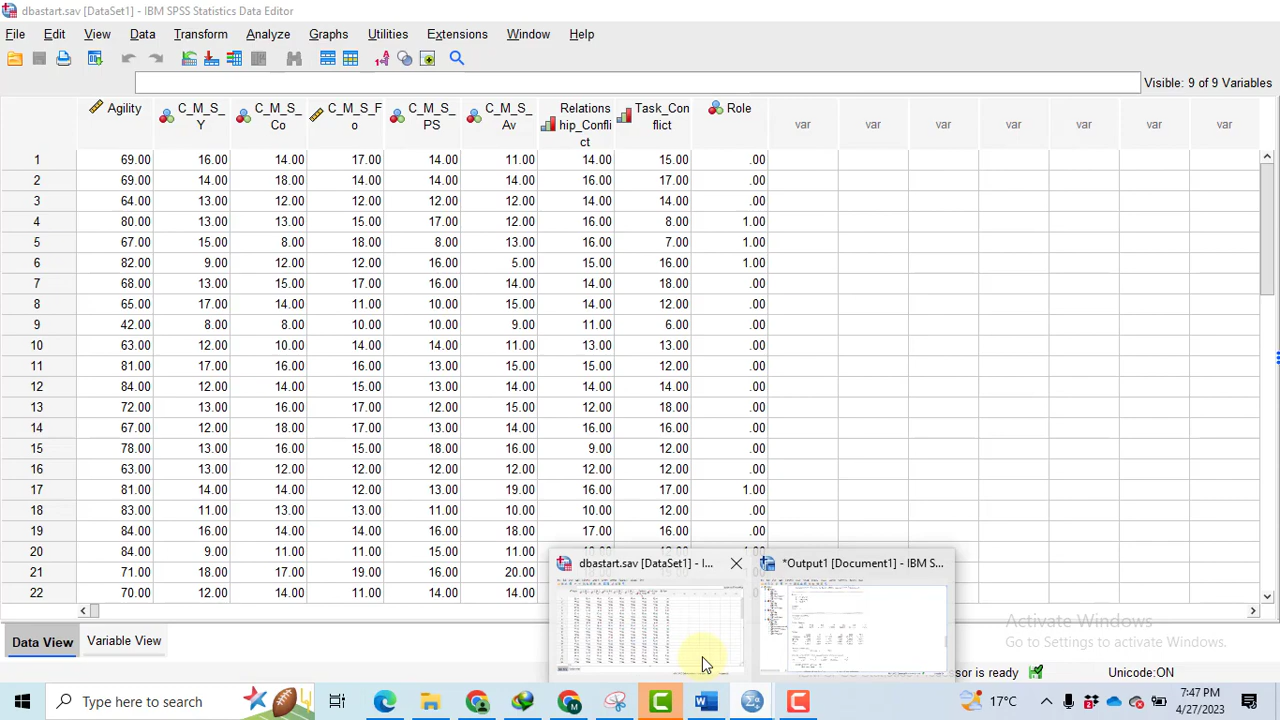 dbastart.sav [DataSet1] - IBM SPSS Statistics Data Editor
File Edit View Data Transform Analyze Graphs Utilities Extensions Window Help
Visible: 9 of 9 Variables
Agility C_M_S_Y C_M_S_Co C_M_S_Fo C_M_S_PS C_M_S_Av Relationship_Conflict Task_Conflict Role var var var var var var var
1 69.00 16.00 14.00 17.00 14.00 11.00 14.00 15.00 .00
2 69.00 14.00 18.00 14.00 14.00 14.00 16.00 17.00 .00
3 64.00 13.00 12.00 12.00 12.00 12.00 14.00 14.00 .00
4 80.00 13.00 13.00 15.00 17.00 12.00 16.00 8.00 1.00
5 67.00 15.00 8.00 18.00 8.00 13.00 16.00 7.00 1.00
6 82.00 9.00 12.00 12.00 16.00 5.00 15.00 16.00 1.00
7 68.00 13.00 15.00 17.00 16.00 14.00 14.00 18.00 .00
8 65.00 17.00 14.00 11.00 10.00 15.00 14.00 12.00 .00
9 42.00 8.00 8.00 10.00 10.00 9.00 11.00 6.00 .00
10 63.00 12.00 10.00 14.00 14.00 11.00 13.00 13.00 .00
11 81.00 17.00 16.00 16.00 13.00 15.00 15.00 12.00 .00
12 84.00 12.00 14.00 15.00 14.00 14.00 14.00 14.00 .00
13 72.00 13.00 16.00 17.00 12.00 15.00 12.00 18.00 .00
14 67.00 12.00 18.00 17.00 13.00 14.00 16.00 16.00 .00
15 78.00 13.00 16.00 15.00 18.00 16.00 9.00 12.00 .00
16 63.00 13.00 12.00 12.00 12.00 12.00 12.00 12.00 .00
17 81.00 14.00 14.00 12.00 13.00 19.00 16.00 17.00 1.00
18 83.00 11.00 13.00 13.00 11.00 10.00 10.00 12.00 .00
19 84.00 16.00 14.00 14.00 16.00 18.00 17.00 16.00 .00
20 84.00 9.00 11.00 11.00 15.00 11.00
21 71.00 18.00 17.00 19.00 16.00 20.00
22 14.00 11.00 14.00 14.00
dbastart.sav [DataSet1] - I... *Output1 [Document1] - IBM S...
Activate Windows
Data View Variable View
Go to Settings to activate Windows.
Unicode:ON
Type here to search
17°C
7:47 PM
4/27/2023